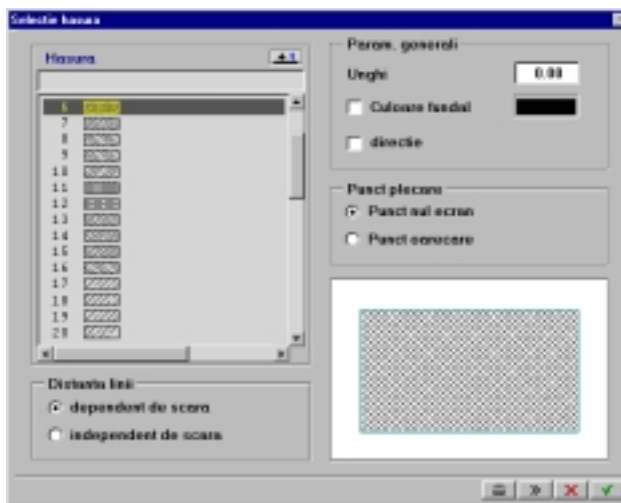 Selectie hasura
Hasura
6
7
8
9
10
11
12
13
14
15
16
17
18
19
20
Distanta linii
dependent de scara
independent de scara
Param. generali
Unghi 0.00
Culoare fundal
directie
Punct plecare
Punct nul ecran
Punct oarecare